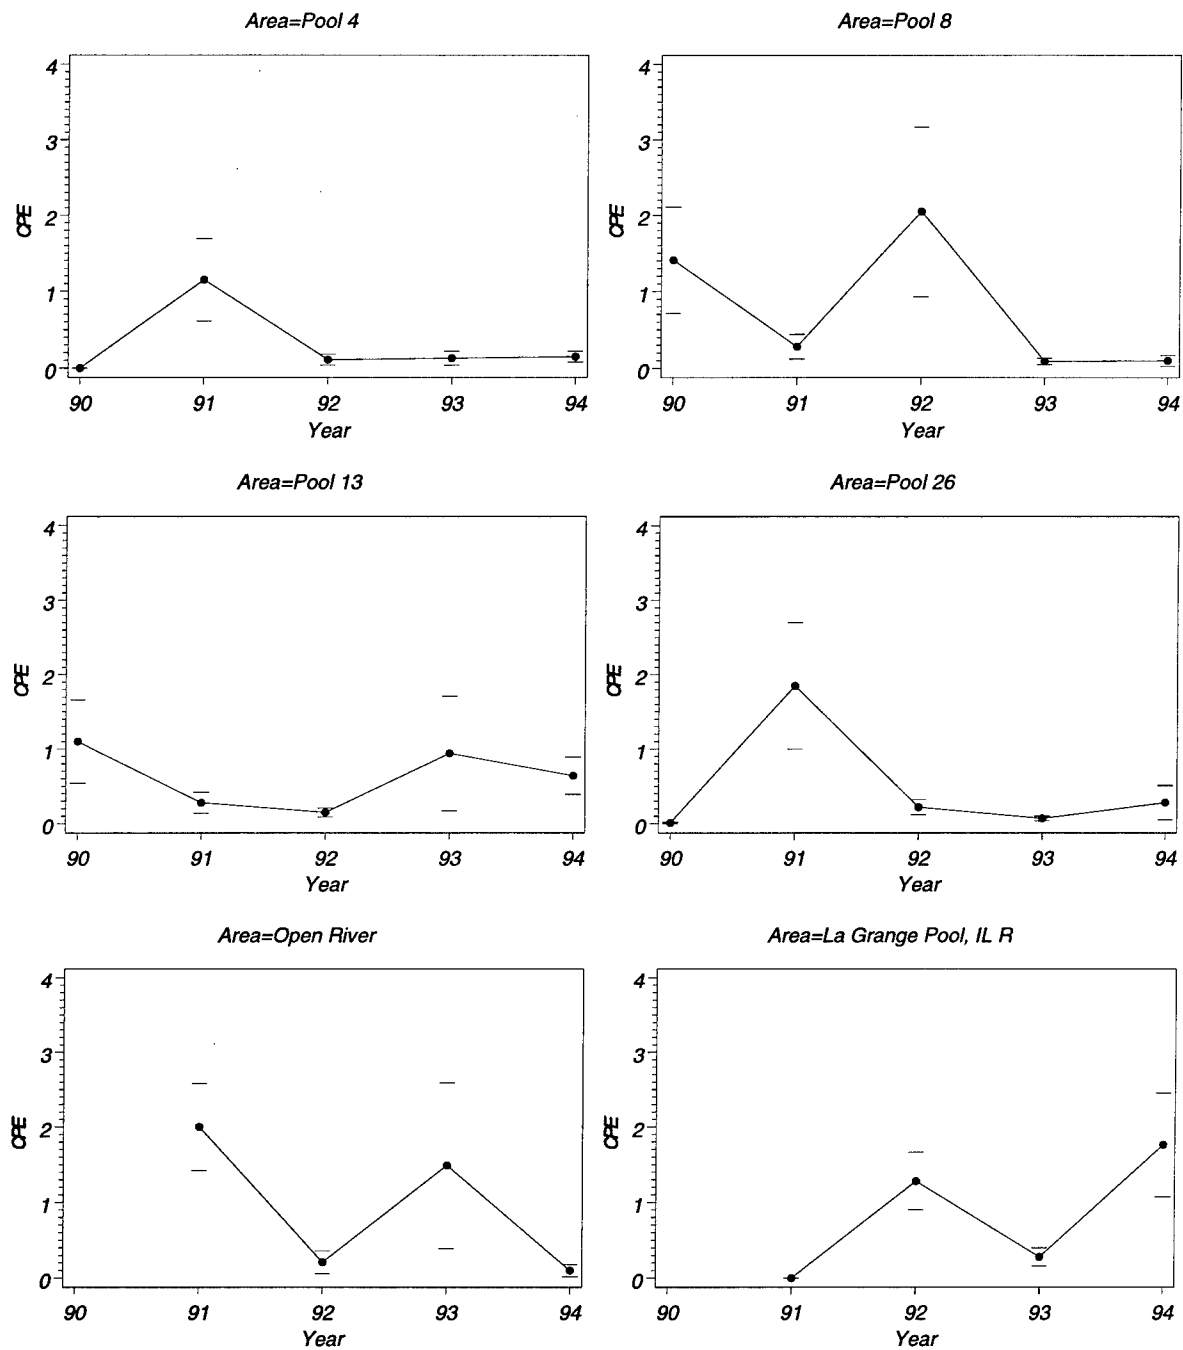 Area=Pool 4
4
3
2
1
0
CPE
90 91 92 93 94
Year
Area=Pool 8
4
3
2
1
0
CPE
90 91 92 93 94
Year
Area=Pool 13
4
3
2
1
0
CPE
90 91 92 93 94
Year
Area=Pool 26
4
3
2
1
0
CPE
90 91 92 93 94
Year
Area=Open River
4
3
2
1
0
CPE
90 91 92 93 94
Year
Area=La Grange Pool, IL R
4
3
2
1
0
CPE
90 91 92 93 94
Year